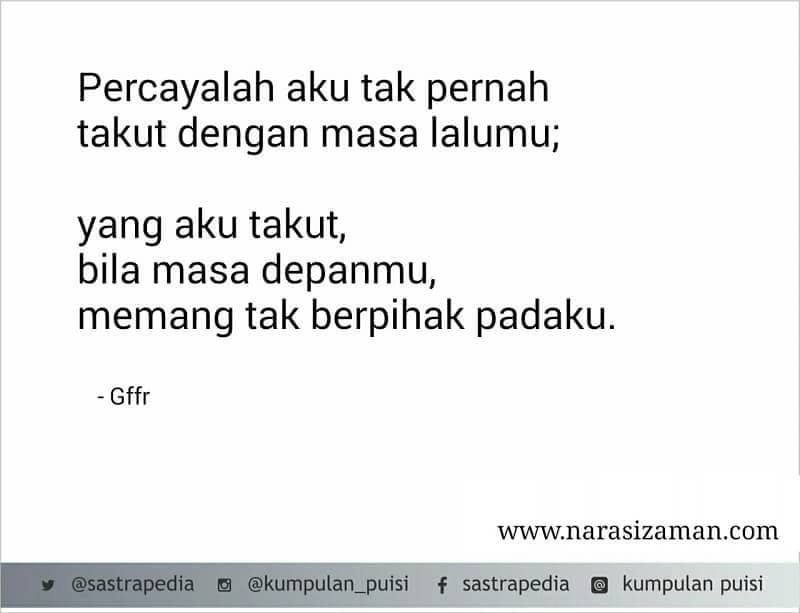 Percayalah aku tak pernah
takut dengan masa lalumu;
yang aku takut,
bila masa depanmu,
memang tak berpihak padaku.
- Gffr
www.narasizaman.com
@sastrapedia @kumpulan_puisi sastrapedia kumpulan puisi